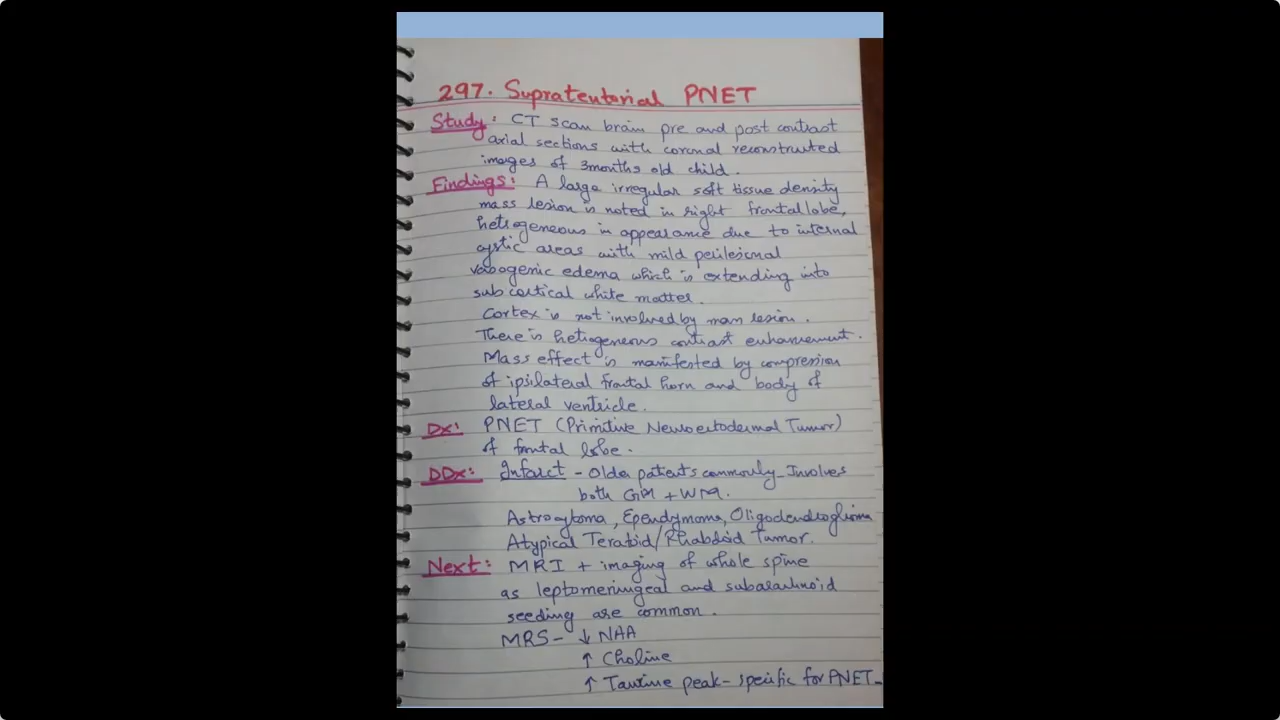 297. Supratentorial PNET
Study: CT scan brain pre and post contrast
axial sections with coronal reconstructed
images of 3months old child.
Findings: A large irregular soft tissue density
mass lesion is noted in right frontal lobe,
hetrogeneous in appearance due to internal
cystic areas with mild perilesional
vasogenic edema which is extending into
sub cortical white matter.
Cortex is not involved by mass lesion.
There is hetrogeneous contrast enhancement.
Mass effect is manifested by compression
of ipsilateral frontal horn and body of
lateral ventricle.
Dx: PNET (Primitive Neuroectodermal Tumor)
of frontal lobe.
DDx: Infarct - Older patients commonly - Involves
both GM + WM.
Astrocytoma, Ependymoma, Oligodendroglioma
Atypical Teratoid/Rhabdoid Tumor.
Next: MRI + imaging of whole spine
as leptomeningeal and subarachnoid
seeding are common.
MRS - ↓ NAA
↑ Choline
↑ Taurine peak - specific for PNET -